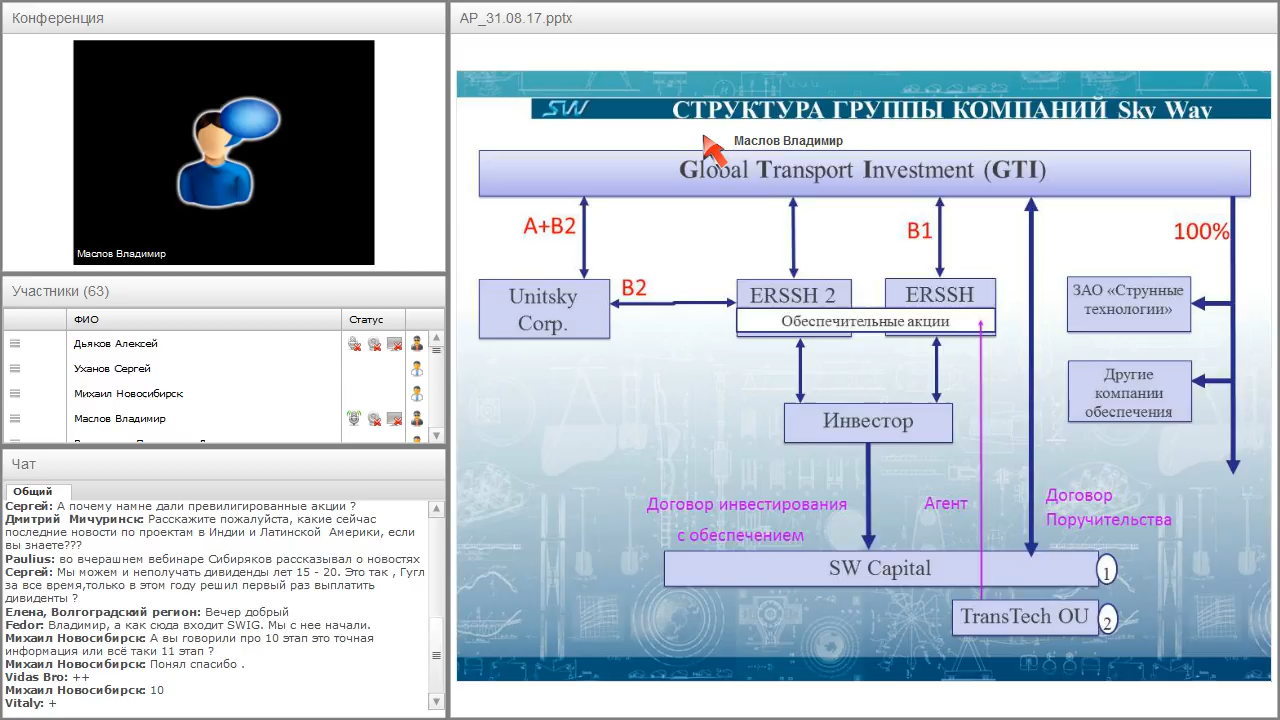 Конференция
Маслов Владимир
Участники (63)
ФИО
Статус
Дьяков Алексей
Уханов Сергей
Михаил Новосибирск
Маслов Владимир
Чат
Общий
Сергей: А почему намне дали превилигированные акции ?
Дмитрий Мичуринск: Расскажите пожалуйста, какие сейчас
последние новости по проектам в Индии и Латинской Америки, если
вы знаете???
Paulius: во вчерашнем вебинаре Сибиряков рассказывал о новостях
Сергей: Мы можем и неполучать дивиденды лет 15 - 20. Это так , Гугл
за все время,только в этом году решил первый раз выплатить
дивиденты ?
Елена, Волгоградский регион: Вечер добрый
Fedor: Владимир, а как сюда входит SWIG. Мы с нее начали.
Михаил Новосибирск: А вы говорили про 10 этап это точная
информация или всё таки 11 этап ?
Михаил Новосибирск: Понял спасибо .
Vidas Bro: ++
Михаил Новосибирск: 10
Vitaly: +
AP_31.08.17.pptx
SW
СТРУКТУРА ГРУППЫ КОМПАНИЙ Sky Way
Маслов Владимир
Global Transport Investment (GTI)
A+B2
B1
100%
B2
Unitsky
Corp.
ERSSH 2
ERSSH
Обеспечительные акции
ЗАО «Струнные
технологии»
Другие
компании
обеспечения
Инвестор
Договор инвестирования
с обеспечением
Агент
Договор
Поручительства
SW Capital
1
TransTech OU
2